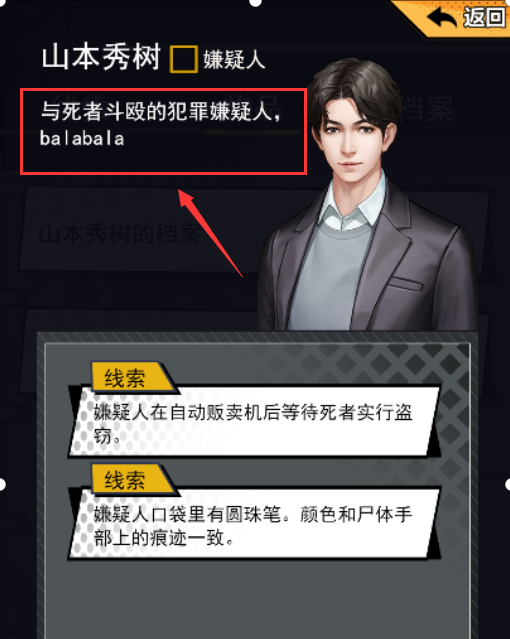 返回
山本秀树 嫌疑人
与死者斗殴的犯罪嫌疑人,
balabala
档案
山本秀树的档案
线索
嫌疑人在自动贩卖机后等待死者实行盗
窃。
线索
嫌疑人口袋里有圆珠笔。颜色和尸体手
部上的痕迹一致。